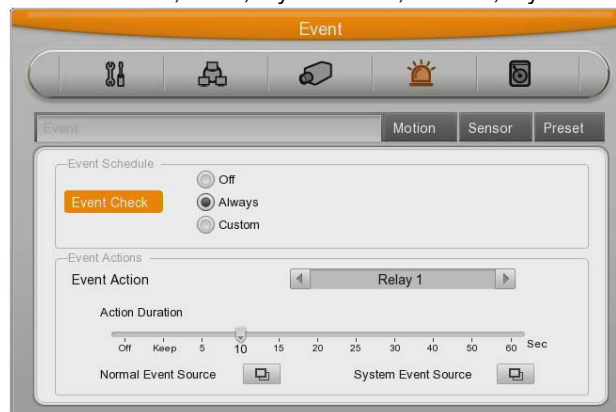 Event
Event Motion Sensor Preset
Event Schedule
Off
Event Check Always
Custom
Event Actions
Event Action Relay 1
Action Duration
Off Keep 5 10 15 20 25 30 40 50 60 Sec
Normal Event Source System Event Source